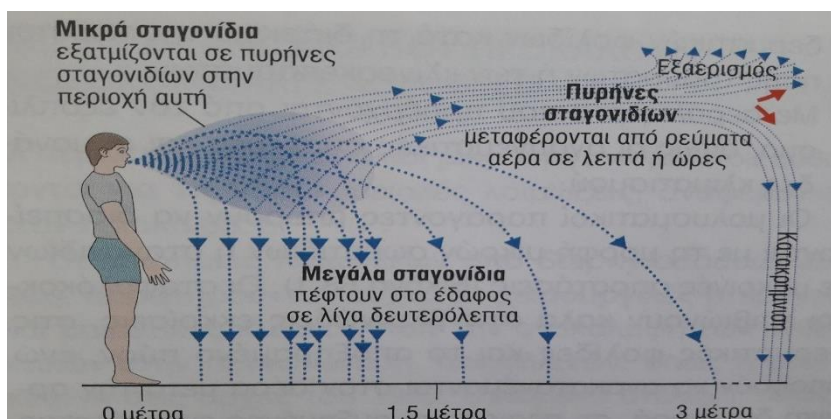 Μικρά σταγονίδια
εξατμίζονται σε πυρήνες
σταγονιδίων στην
περιοχή αυτή
Εξαερισμός
Πυρήνες
σταγονιδίων
μεταφέρονται από ρεύματα
αέρα σε λεπτά ή ώρες
Κατακρήμνιση
Μεγάλα σταγονίδια
πέφτουν στο έδαφος
σε λίγα δευτερόλεπτα
0 μέτρα
1,5 μέτρα
3 μέτρα